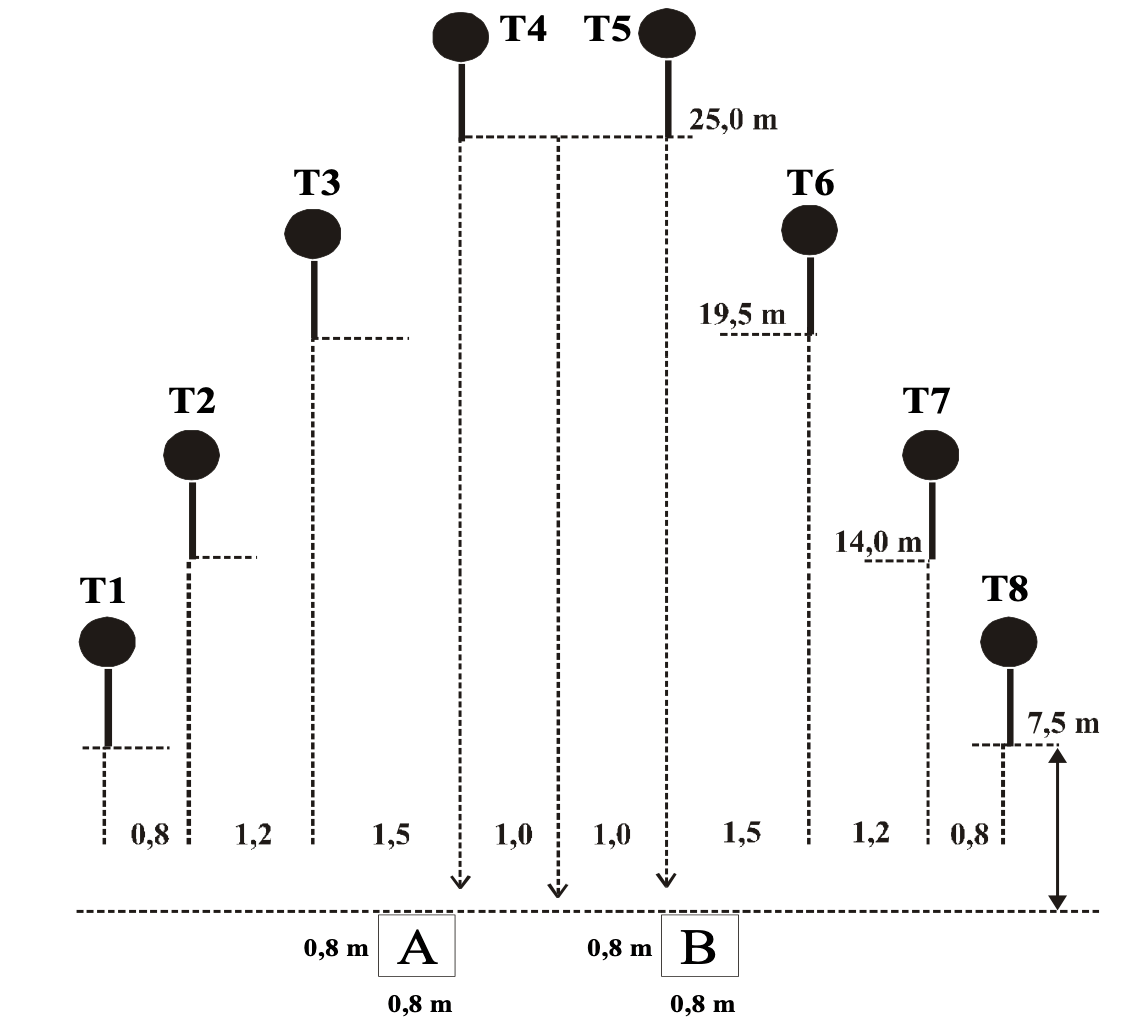 T4 T5
25,0 m
T3 T6
19,5 m
T2 T7
14,0 m
T1 T8
7,5 m
0,8 1,2 1,5 1,0 1,0 1,5 1,2 0,8
0,8 m A 0,8 m B
0,8 m 0,8 m